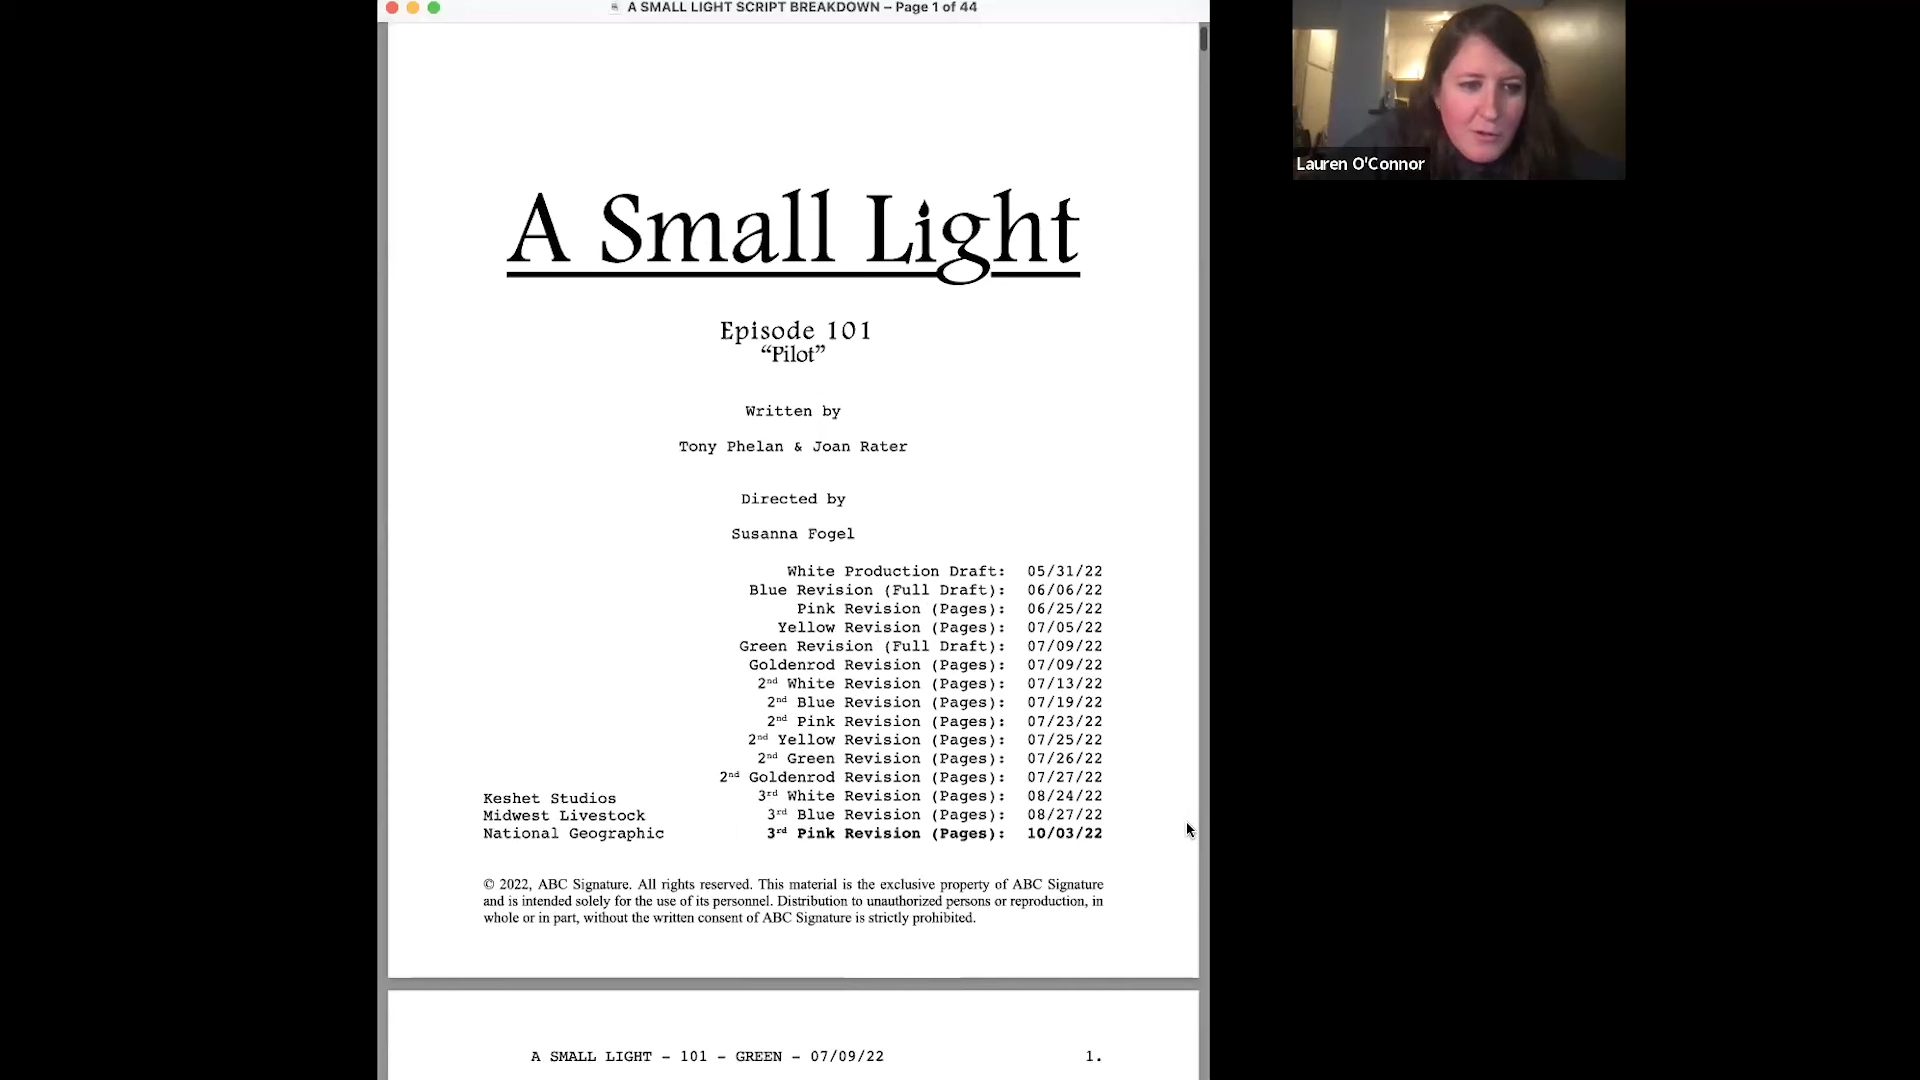 A SMALL LIGHT SCRIPT BREAKDOWN – Page 1 of 44
Lauren O'Connor
A Small Light
Episode 101
“Pilot”
Written by
Tony Phelan & Joan Rater
Directed by
Susanna Fogel
White Production Draft: 05/31/22
Blue Revision (Full Draft): 06/06/22
Pink Revision (Pages): 06/25/22
Yellow Revision (Pages): 07/05/22
Green Revision (Full Draft): 07/09/22
Goldenrod Revision (Pages): 07/09/22
2nd White Revision (Pages): 07/13/22
2nd Blue Revision (Pages): 07/19/22
2nd Pink Revision (Pages): 07/23/22
2nd Yellow Revision (Pages): 07/25/22
2nd Green Revision (Pages): 07/26/22
2nd Goldenrod Revision (Pages): 07/27/22
3rd White Revision (Pages): 08/24/22
3rd Blue Revision (Pages): 08/27/22
3rd Pink Revision (Pages): 10/03/22
Keshet Studios
Midwest Livestock
National Geographic
© 2022, ABC Signature. All rights reserved. This material is the exclusive property of ABC Signature
and is intended solely for the use of its personnel. Distribution to unauthorized persons or reproduction, in
whole or in part, without the written consent of ABC Signature is strictly prohibited.
A SMALL LIGHT – 101 – GREEN – 07/09/22 1.